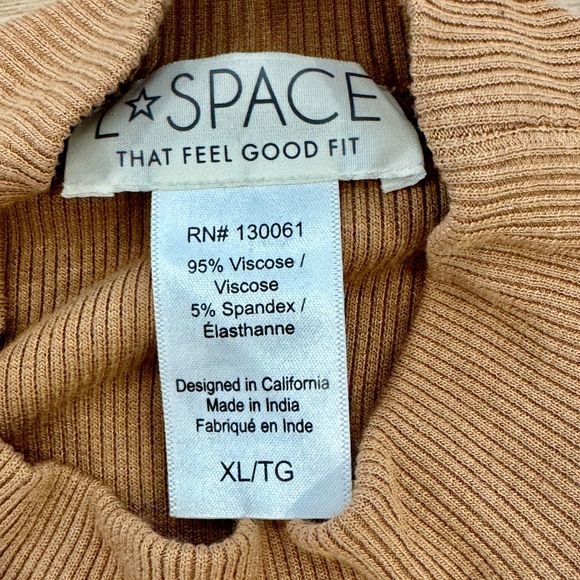 L☆SPACE
THAT FEEL GOOD FIT
RN# 130061
95% Viscose /
Viscose
5% Spandex /
Élasthanne
Designed in California
Made in India
Fabriqué en Inde
XL/TG